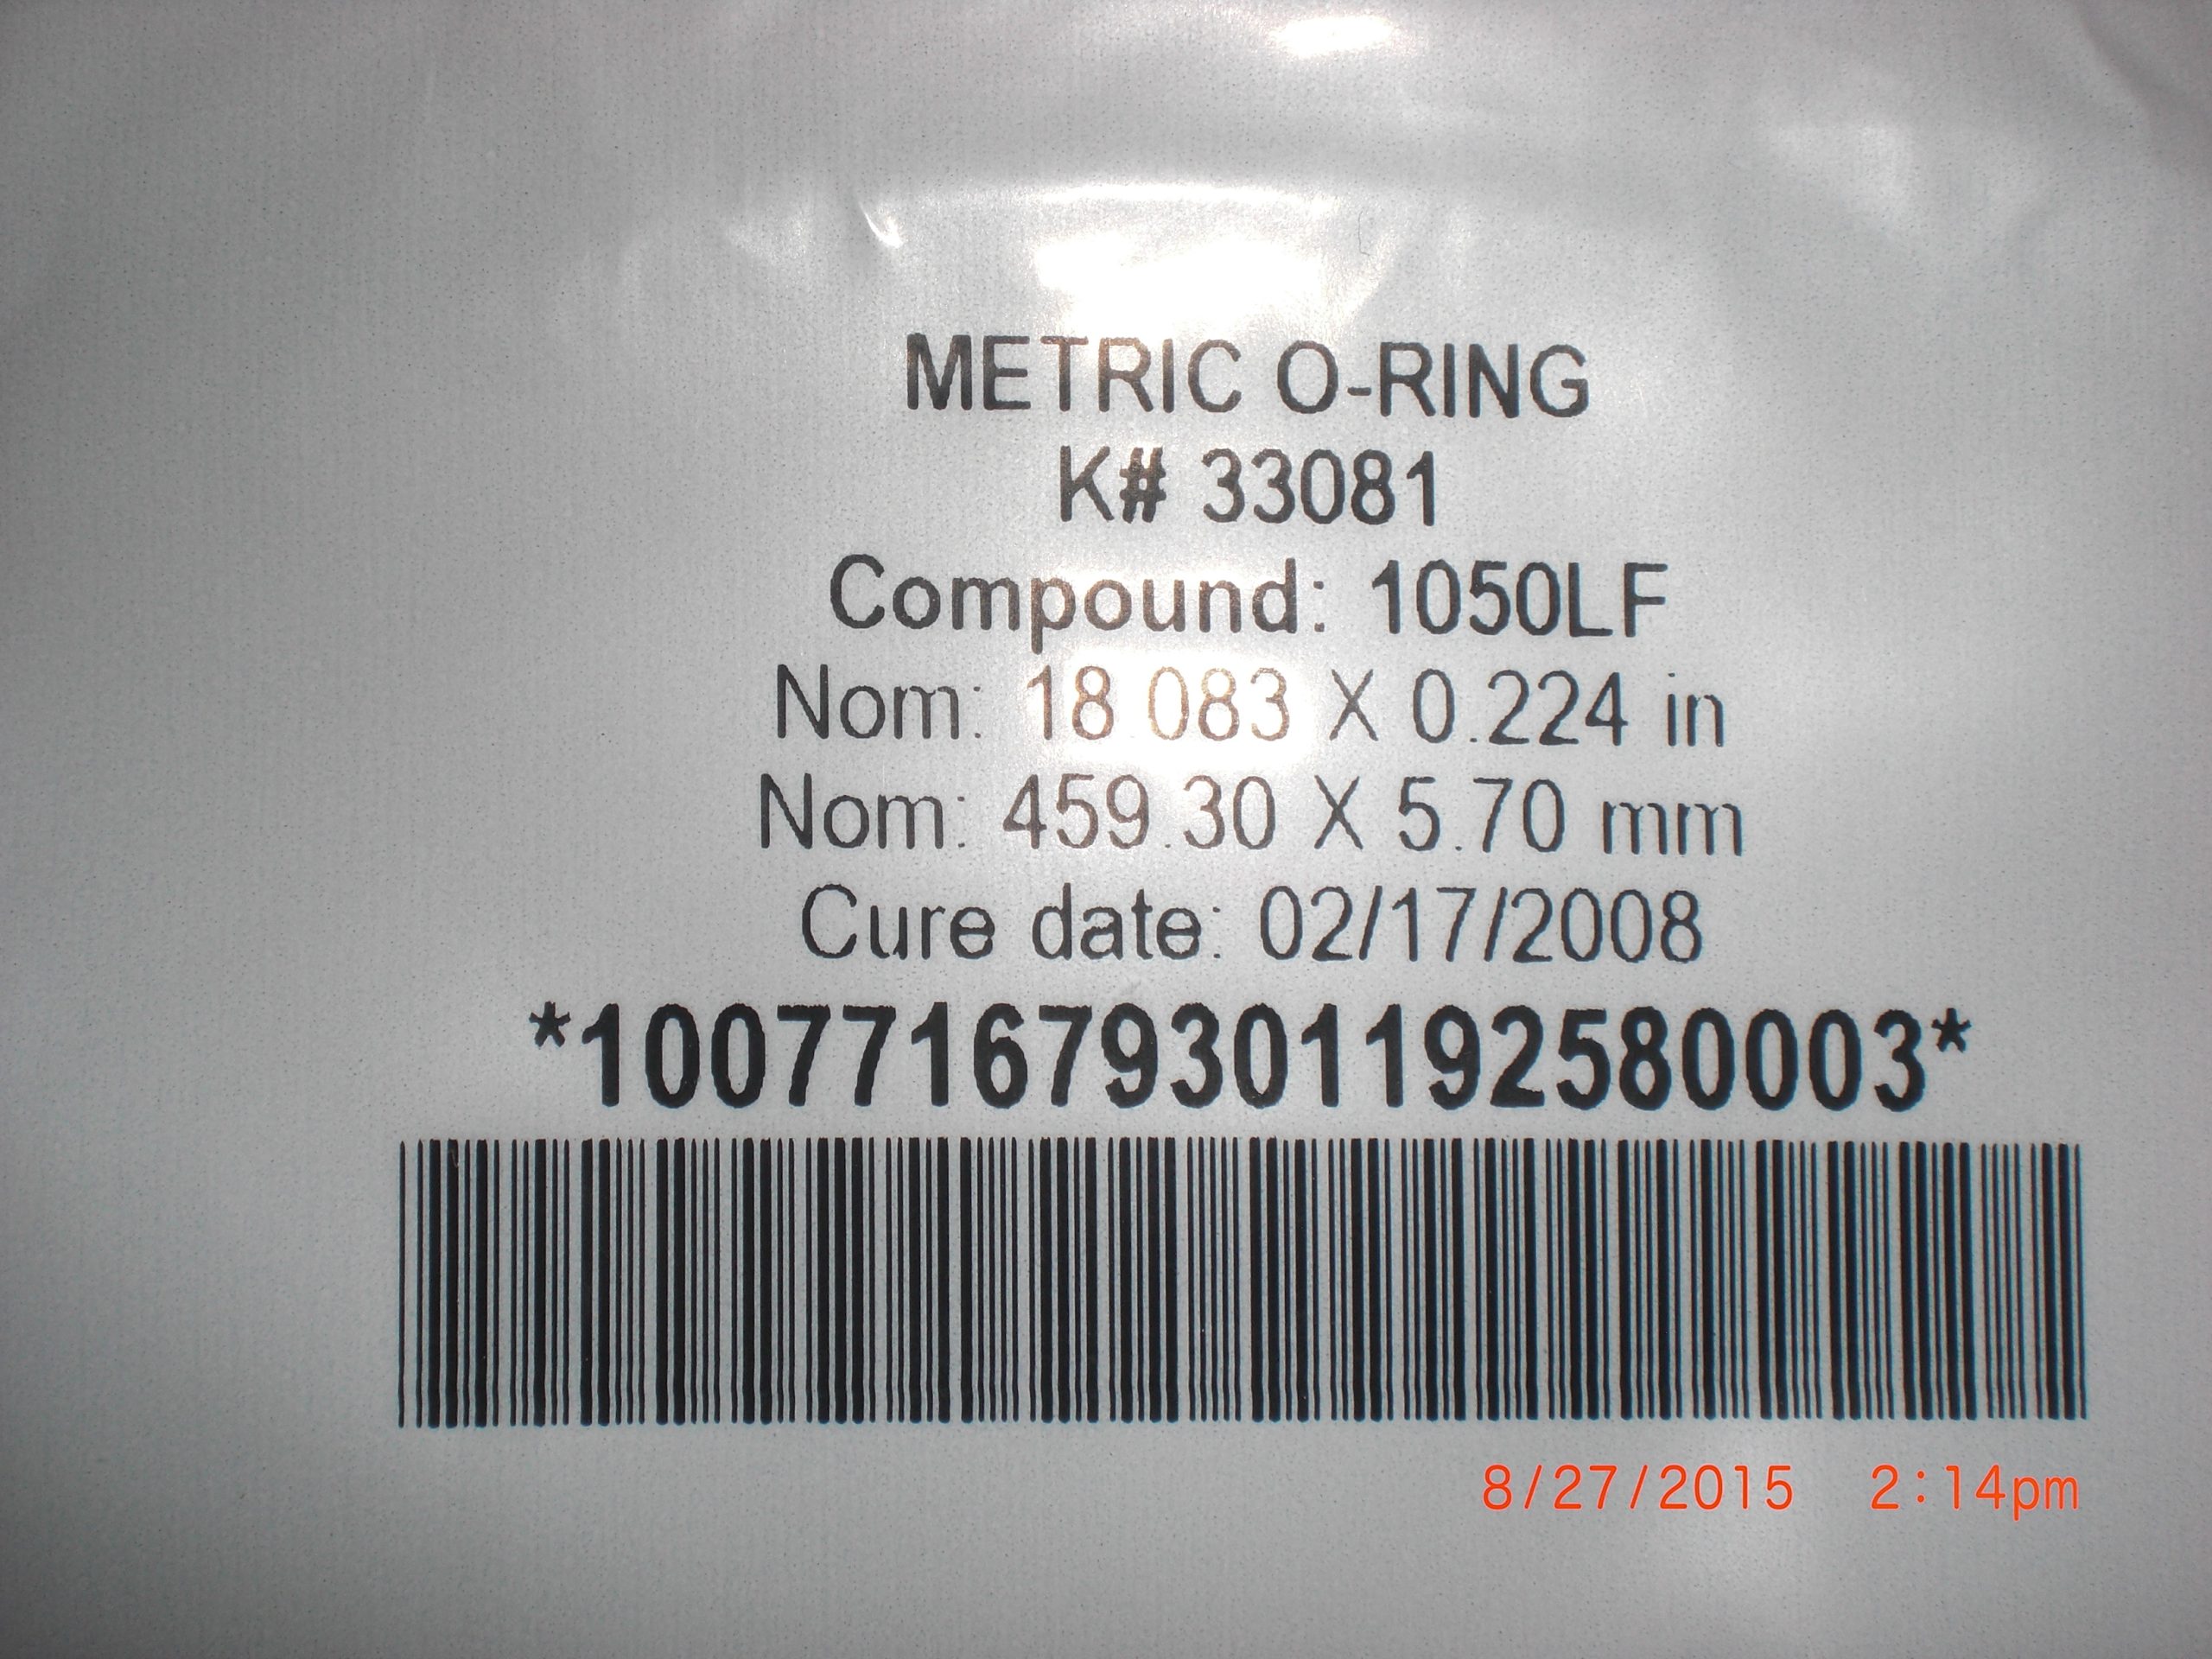 METRIC O-RING
K# 33081
Compound: 1050LF
Nom: 18.083 X 0.224 in
Nom: 459.30 X 5.70 mm
Cure date: 02/17/2008
*100771679301192580003*
8/27/2015 2:14pm